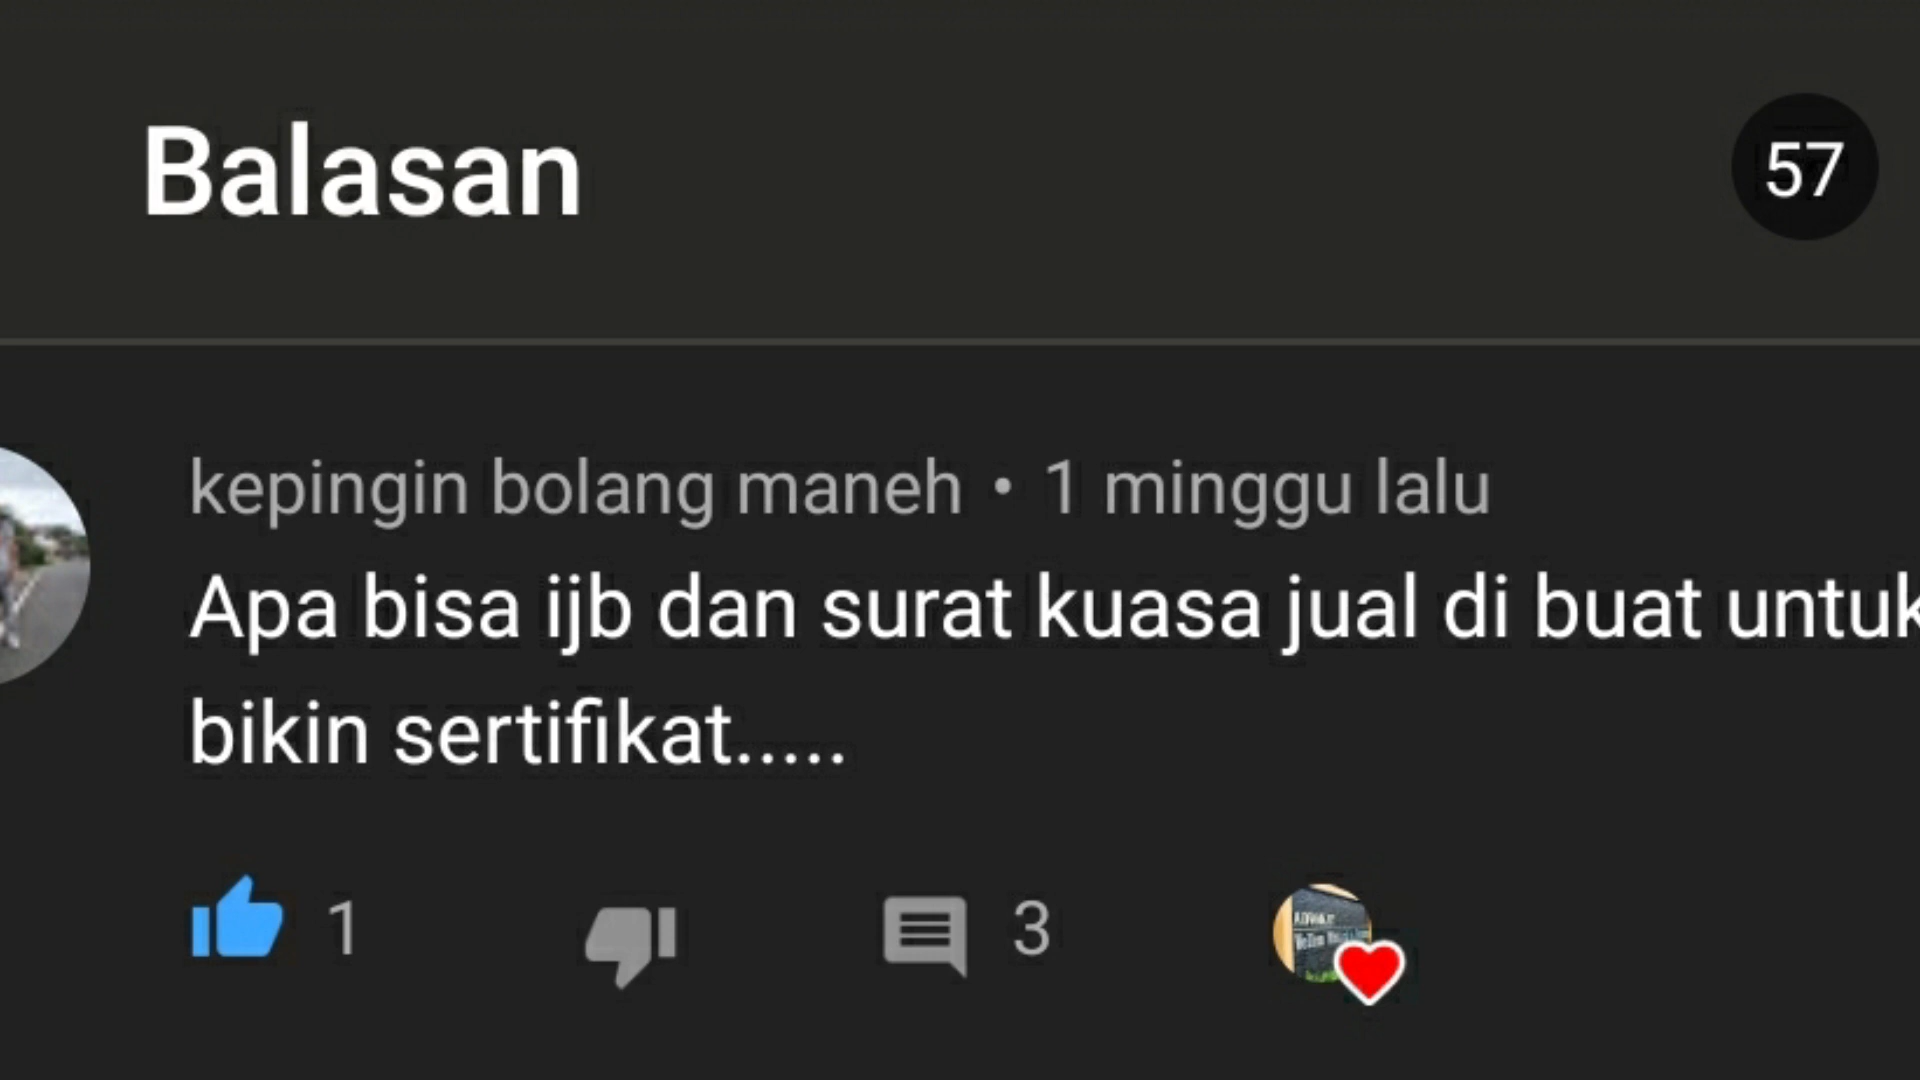 Balasan
57
kepingin bolang maneh • 1 minggu lalu
Apa bisa ijb dan surat kuasa jual di buat untuk
bikin sertifikat.....
1
3